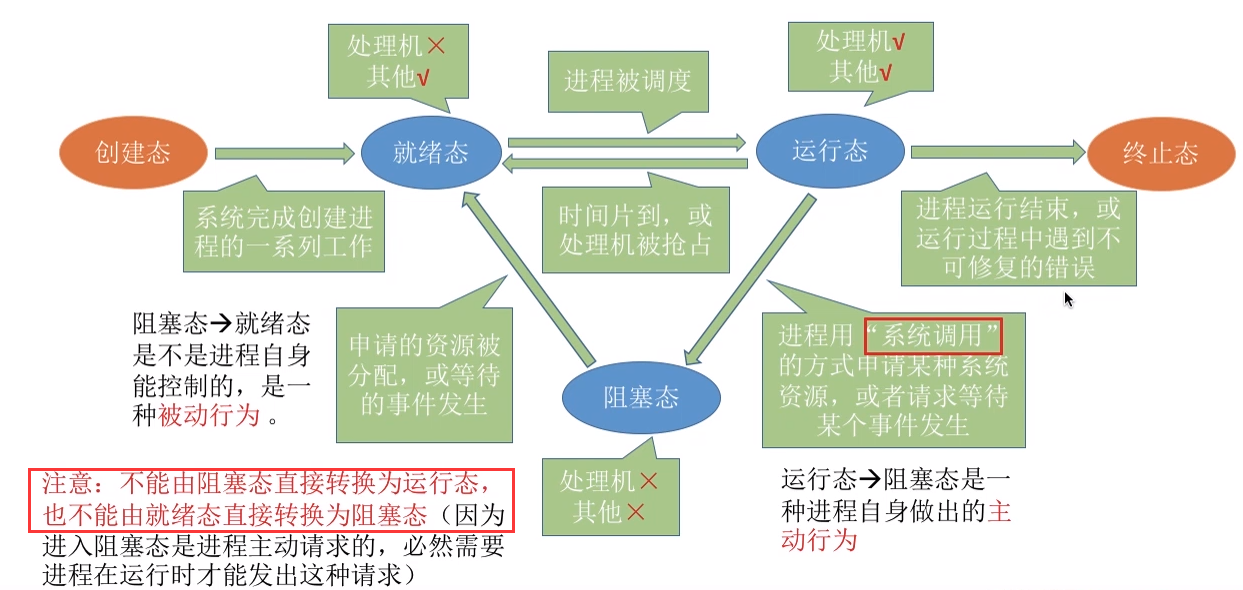 处理机×
其他√
处理机√
其他√
进程被调度
创建态
就绪态
运行态
终止态
系统完成创建进
程的一系列工作
时间片到，或
处理机被抢占
进程运行结束，或
运行过程中遇到不
可修复的错误
阻塞态→就绪态
是不是进程自身
能控制的，是一
种被动行为 。
申请的资源被
分配，或等待
的事件发生
阻塞态
进程用“系统调用”
的方式申请某种系统
资源，或者请求等待
某个事件发生
处理机×
其他×
注意：不能由阻塞态直接转换为运行态，
也不能由就绪态直接转换为阻塞态（因为
进入阻塞态是进程主动请求的，必然需要
进程在运行时才能发出这种请求）
运行态→阻塞态是一
种进程自身做出的主
动行为